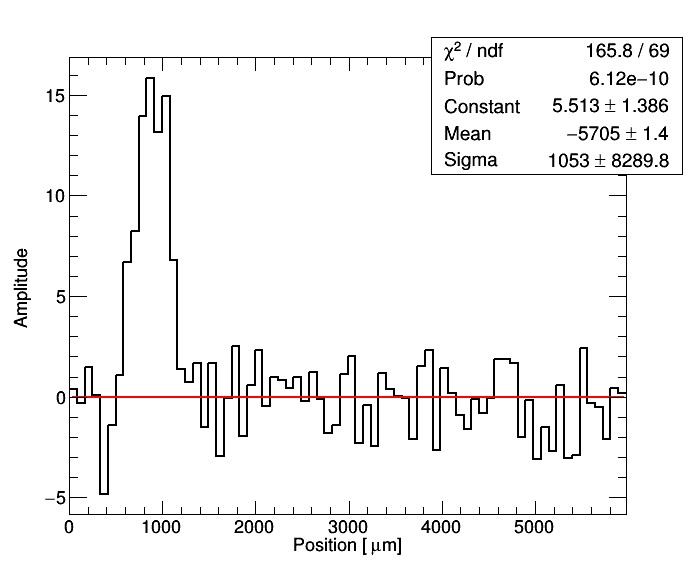 χ² / ndf 165.8 / 69
Prob 6.12e−10
Constant 5.513 ± 1.386
Mean −5705 ± 1.4
Sigma 1053 ± 8289.8
15
10
5
0
−5
Amplitude
0 1000 2000 3000 4000 5000
Position [ μm]